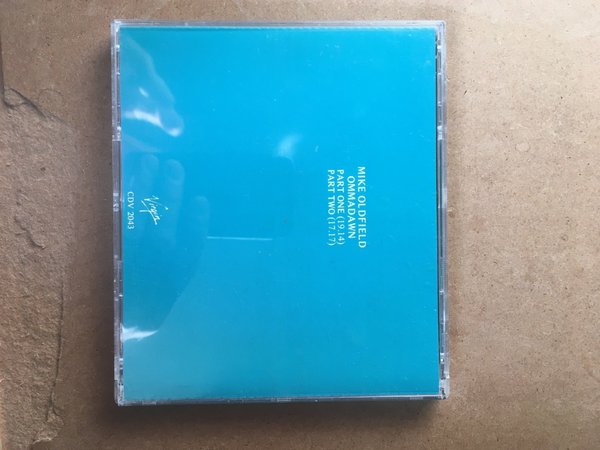 MIKE OLDFIELD
OMMADAWN
PART ONE (19.14)
PART TWO (17.17)
Virgin
CDV 2043